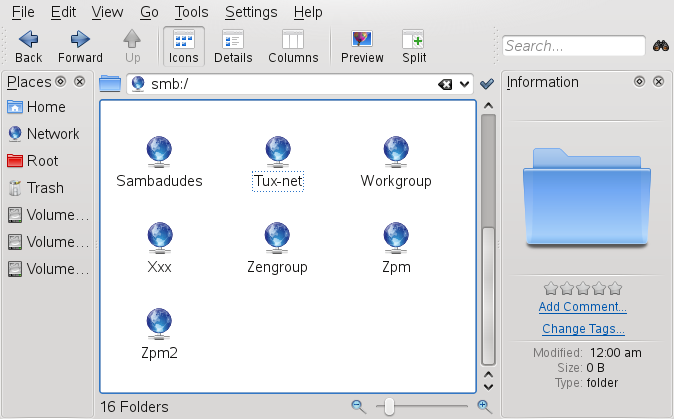 File Edit View Go Tools Settings Help
Back Forward Up Icons Details Columns Preview Split Search...
Places
Home
Network
Root
Trash
Volume...
Volume...
Volume...
smb:/
Sambadudes Tux-net Workgroup
Xxx Zengroup Zpm
Zpm2
16 Folders
Information
Add Comment...
Change Tags...
Modified: 12:00 am
Size: 0 B
Type: folder